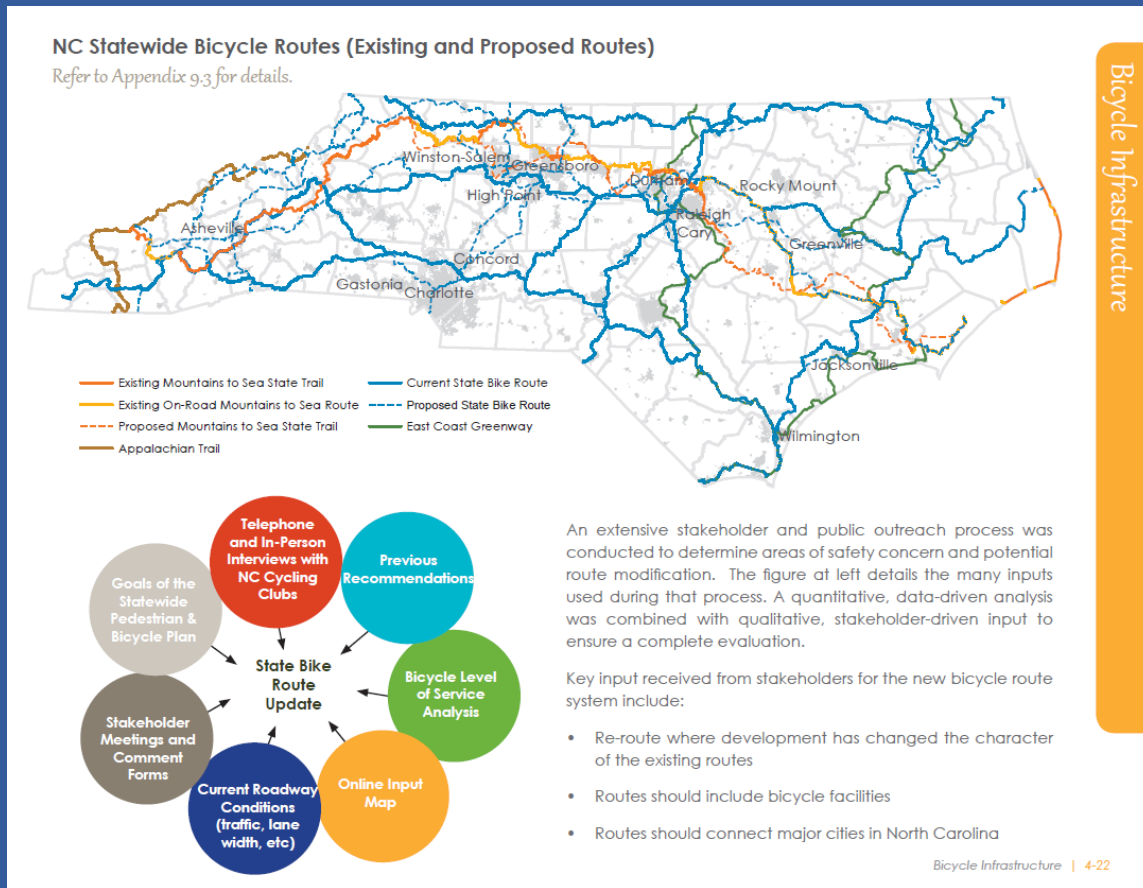 NC Statewide Bicycle Routes (Existing and Proposed Routes)
Refer to Appendix 9.3 for details.
Bicycle Infrastructure
Winston-Salem
Greensboro
High Point
Durham
Rocky Mount
Raleigh
Cary
Greenville
Asheville
Concord
Gastonia
Charlotte
Jacksonville
Wilmington
Existing Mountains to Sea State Trail
Existing On-Road Mountains to Sea Route
Proposed Mountains to Sea State Trail
Appalachian Trail
Current State Bike Route
Proposed State Bike Route
East Coast Greenway
Telephone
and In-Person
Interviews with
NC Cycling
Clubs
Previous
Recommendations
Goals of the
Statewide
Pedestrian &
Bicycle Plan
State Bike
Route
Update
Bicycle Level
of Service
Analysis
Stakeholder
Meetings and
Comment
Forms
Current Roadway
Conditions
(traffic, lane
width, etc)
Online Input
Map
An extensive stakeholder and public outreach process was
conducted to determine areas of safety concern and potential
route modification. The figure at left details the many inputs
used during that process. A quantitative, data-driven analysis
was combined with qualitative, stakeholder-driven input to
ensure a complete evaluation.
Key input received from stakeholders for the new bicycle route
system include:
• Re-route where development has changed the character
of the existing routes
• Routes should include bicycle facilities
• Routes should connect major cities in North Carolina
Bicycle Infrastructure | 4-22